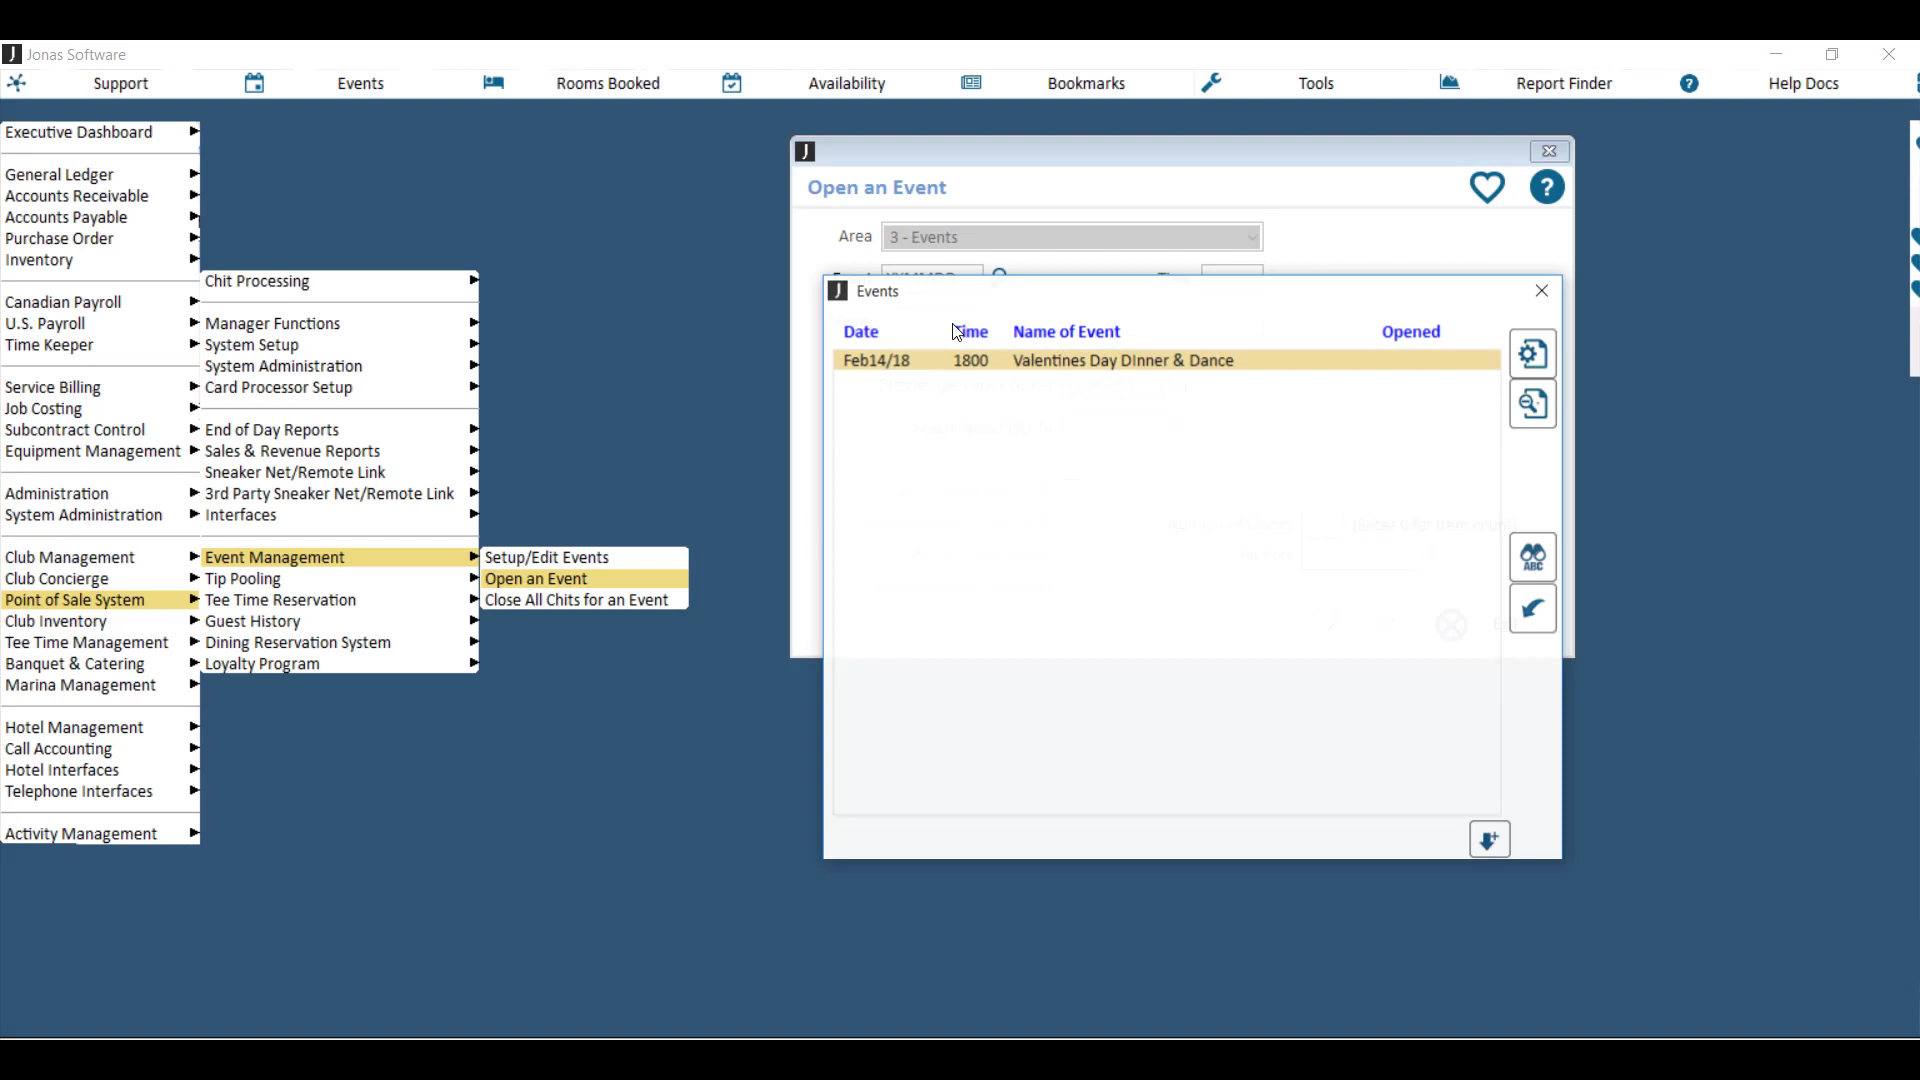 Jonas Software
Support Events Rooms Booked Availability Bookmarks Tools Report Finder Help Docs
Executive Dashboard
General Ledger
Accounts Receivable
Accounts Payable
Purchase Order
Inventory
Canadian Payroll
U.S. Payroll
Time Keeper
Service Billing
Job Costing
Subcontract Control
Equipment Management
Administration
System Administration
Club Management
Club Concierge
Point of Sale System
Club Inventory
Tee Time Management
Banquet & Catering
Marina Management
Hotel Management
Call Accounting
Hotel Interfaces
Telephone Interfaces
Activity Management
Chit Processing
Manager Functions
System Setup
System Administration
Card Processor Setup
End of Day Reports
Sales & Revenue Reports
Sneaker Net/Remote Link
3rd Party Sneaker Net/Remote Link
Interfaces
Event Management
Tip Pooling
Tee Time Reservation
Guest History
Dining Reservation System
Loyalty Program
Setup/Edit Events
Open an Event
Close All Chits for an Event
Open an Event
Area 3 - Events
Events
Date Time Name of Event Opened
Feb14/18 1800 Valentines Day DInner & Dance
ABC